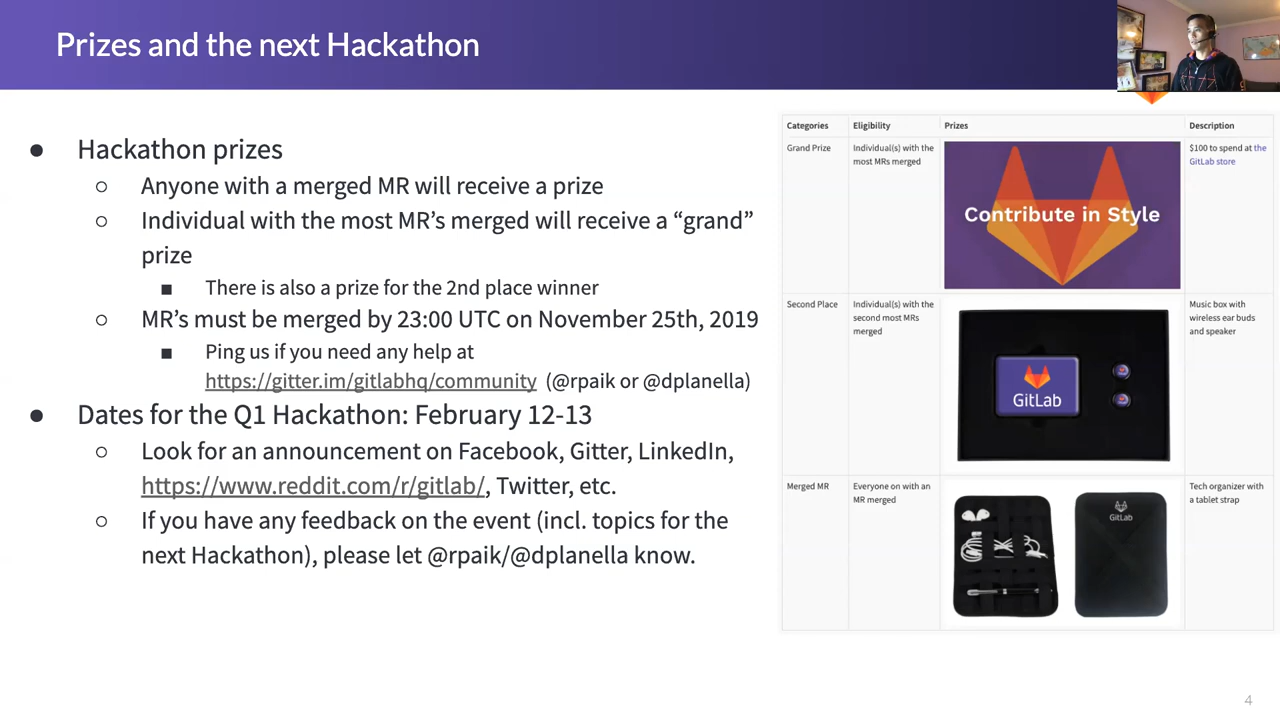 Prizes and the next Hackathon
● Hackathon prizes
○ Anyone with a merged MR will receive a prize
○ Individual with the most MR’s merged will receive a “grand”
prize
■ There is also a prize for the 2nd place winner
○ MR’s must be merged by 23:00 UTC on November 25th, 2019
■ Ping us if you need any help at
https://gitter.im/gitlabhq/community (@rpaik or @dplanella)
● Dates for the Q1 Hackathon: February 12-13
○ Look for an announcement on Facebook, Gitter, LinkedIn,
https://www.reddit.com/r/gitlab/, Twitter, etc.
○ If you have any feedback on the event (incl. topics for the
next Hackathon), please let @rpaik/@dplanella know.
Categories Eligibility Prizes Description
Grand Prize
Individual(s) with the
most MRs merged
Contribute in Style
$100 to spend at the
GitLab store
Second Place
Individual(s) with the
second most MRs
merged
GitLab
Music box with
wireless ear buds
and speaker
Merged MR
Everyone on with an
MR merged
GitLab
Tech organizer with
a tablet strap
4